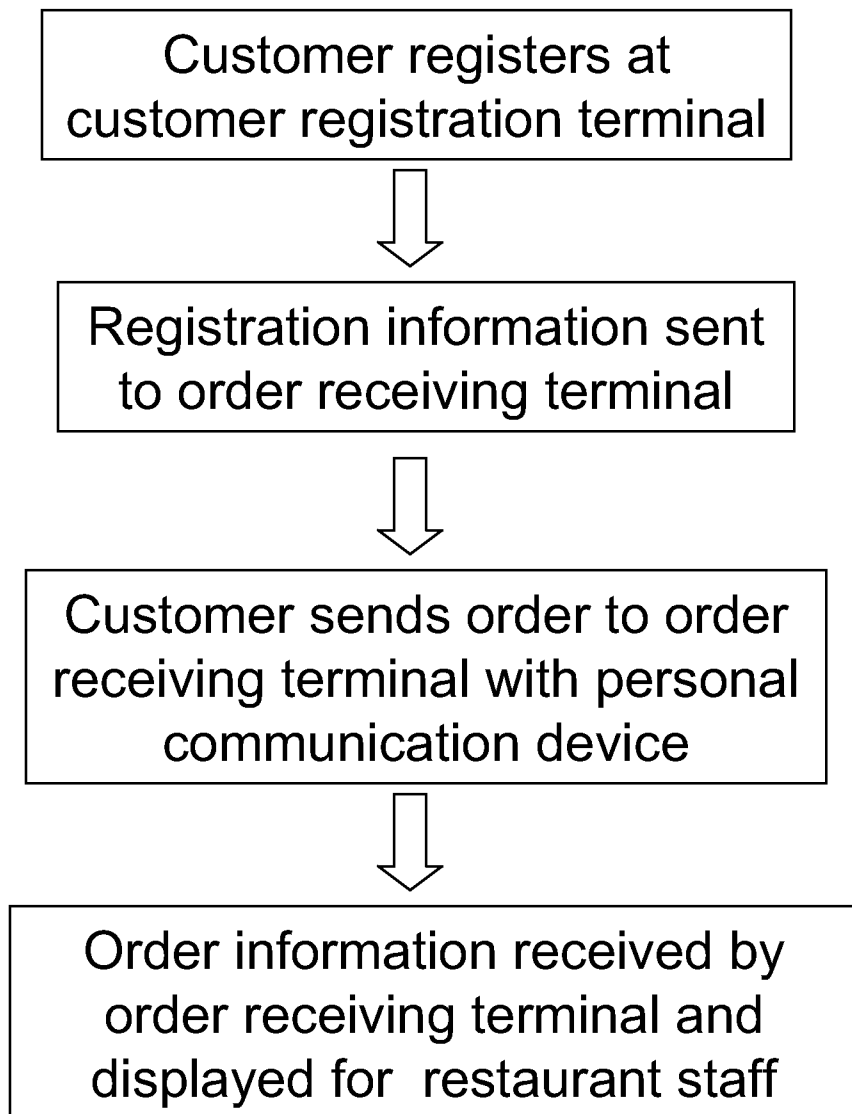 Customer registers at
customer registration terminal
Registration information sent
to order receiving terminal
Customer sends order to order
receiving terminal with personal
communication device
Order information received by
order receiving terminal and
displayed for  restaurant staff